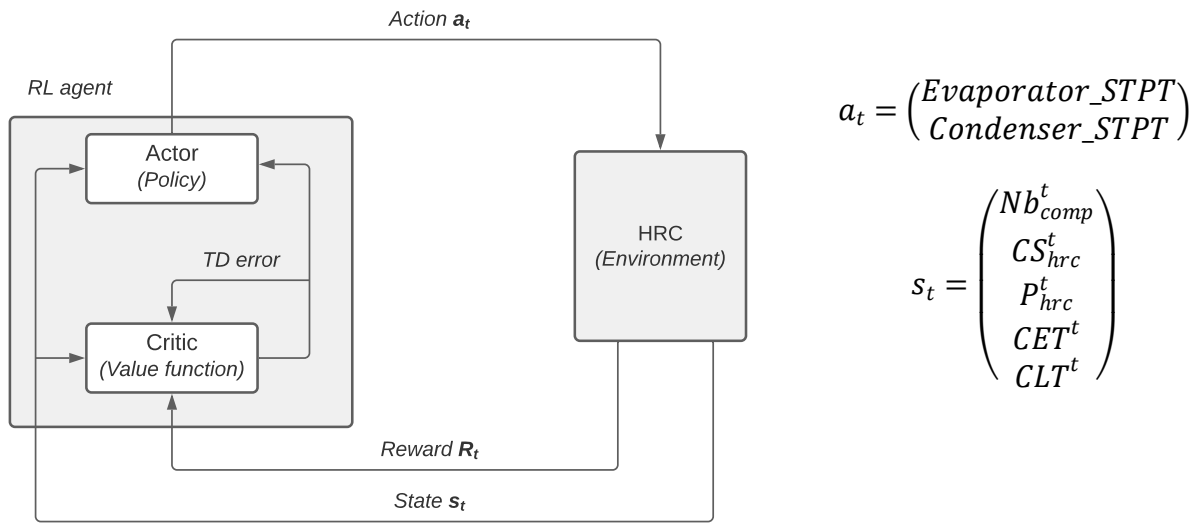 Action a_t
RL agent
Actor
(Policy)
TD error
Critic
(Value function)
HRC
(Environment)
Reward R_t
State s_t
a_t = (Evaporator_STPT
Condenser_STPT)
s_t = (Nb^t_comp
CS^t_hrc
P^t_hrc
CET^t
CLT^t)